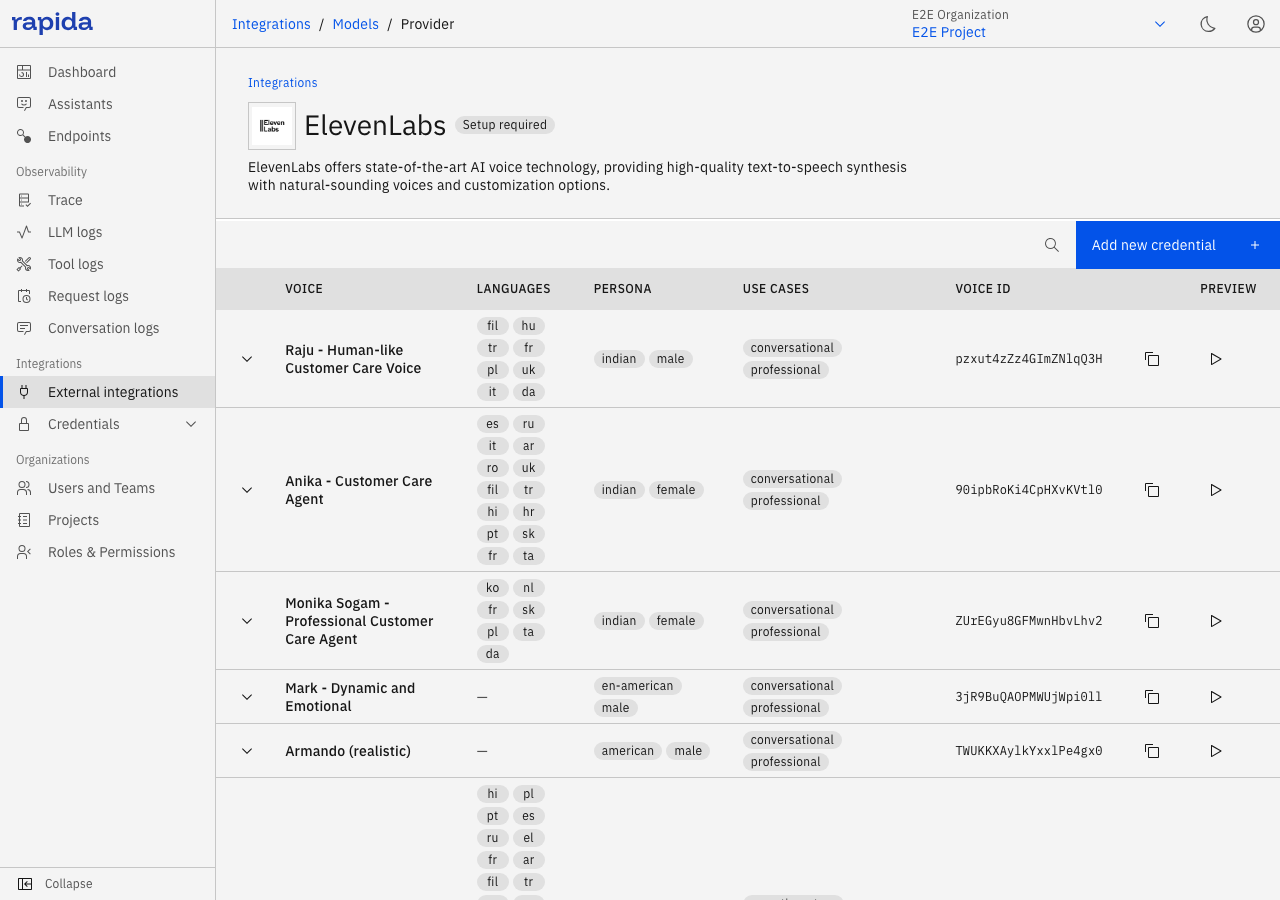 rapida
Integrations / Models / Provider
E2E Organization
E2E Project
Dashboard
Assistants
Endpoints
Observability
Trace
LLM logs
Tool logs
Request logs
Conversation logs
Integrations
External integrations
Credentials
Organizations
Users and Teams
Projects
Roles & Permissions
Collapse
Integrations
Eleven
Labs
ElevenLabs Setup required
ElevenLabs offers state-of-the-art AI voice technology, providing high-quality text-to-speech synthesis
with natural-sounding voices and customization options.
Add new credential +
VOICE LANGUAGES PERSONA USE CASES VOICE ID PREVIEW
Raju - Human-like
Customer Care Voice
fil hu
tr fr
pl uk
it da
indian male
conversational
professional
pzxut4zZz4GImZNlqQ3H
Anika - Customer Care
Agent
es ru
it ar
ro uk
fil tr
hi hr
pt sk
fr ta
indian female
conversational
professional
90ipbRoKi4CpHXvKVtl0
Monika Sogam -
Professional Customer
Care Agent
ko nl
fr sk
pl ta
da
indian female
conversational
professional
ZUrEGyu8GFMwnHbvLhv2
Mark - Dynamic and
Emotional
—
en-american
male
conversational
professional
3jR9BuQAOPMWUjWpi0ll
Armando (realistic)
—
american male
conversational
professional
TWUKKXAylkYxxlPe4gx0
hi pl
pt es
ru el
fr ar
fil tr